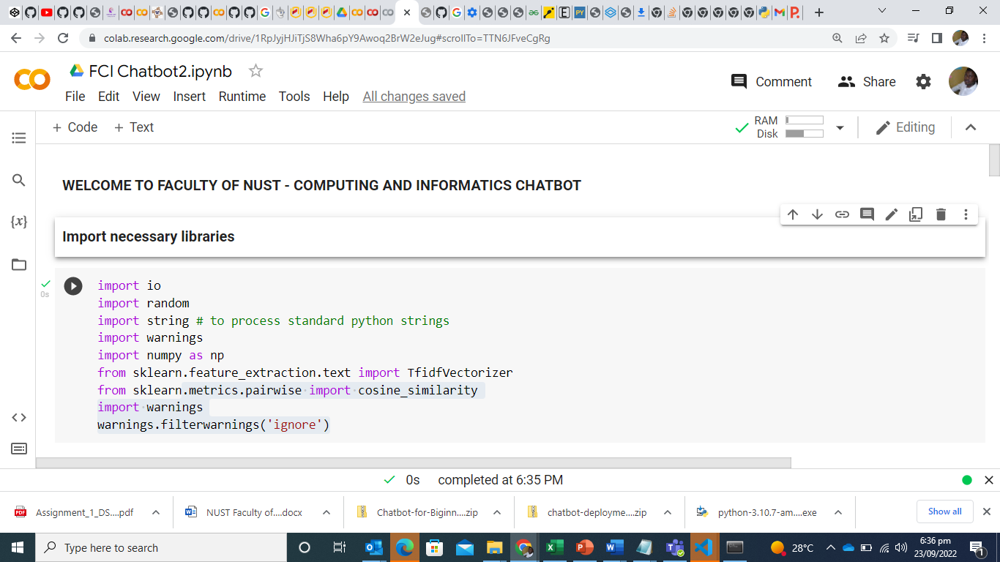 colab.research.google.com/drive/1RpJyjHJiTjS8Wha6pY9Awoq2BrW2eJug#scrollTo=TTN6JFveCgRg
FCI Chatbot2.ipynb
Comment
Share
File Edit View Insert Runtime Tools Help All changes saved
+ Code + Text
RAM
Disk
Editing
WELCOME TO FACULTY OF NUST - COMPUTING AND INFORMATICS CHATBOT
Import necessary libraries
{x}
0s
import io
import random
import string # to process standard python strings
import warnings
import numpy as np
from sklearn.feature_extraction.text import TfidfVectorizer
from sklearn.metrics.pairwise import cosine_similarity
import warnings
warnings.filterwarnings('ignore')
0s completed at 6:35 PM
Assignment_1_DS....pdf
NUST Faculty of....docx
Chatbot-for-Biginn....zip
chatbot-deployme....zip
python-3.10.7-am....exe
Show all
Type here to search
28°C
6:36 pm
23/09/2022
1